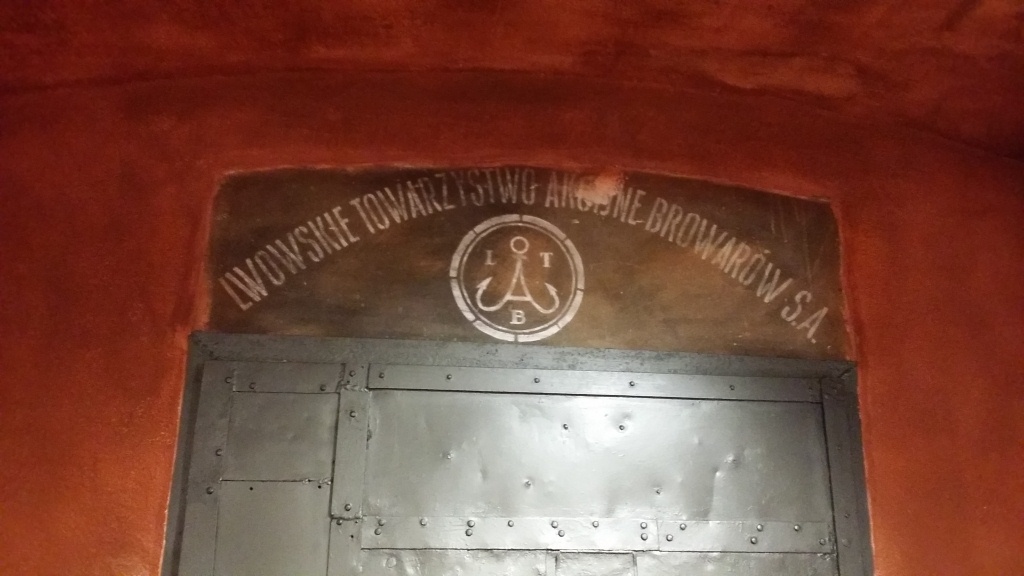 LWOWSKIE TOWARZYSTWO AKCYJNE BROWARÓW S.A.
L T
A
B